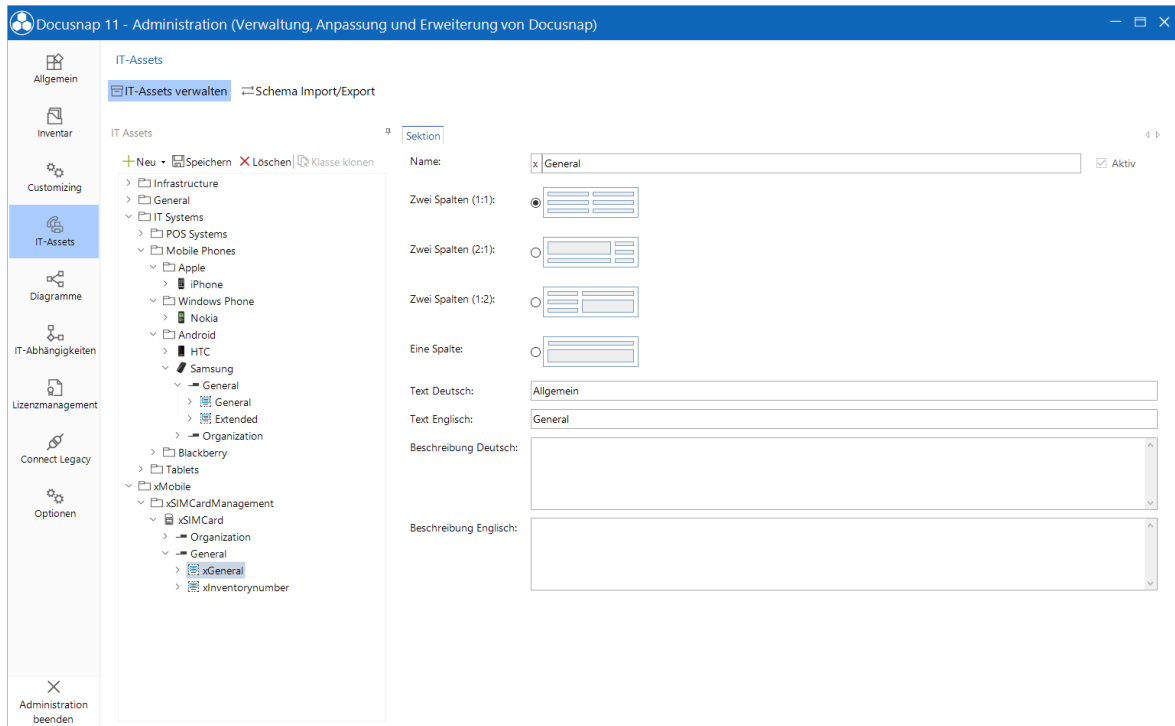 Docusnap 11 - Administration (Verwaltung, Anpassung und Erweiterung von Docusnap)
Allgemein
Inventar
Customizing
IT-Assets
Diagramme
IT-Abhängigkeiten
Lizenzmanagement
Connect Legacy
Optionen
Administration
beenden
IT-Assets
IT-Assets verwalten Schema Import/Export
IT Assets
Neu Speichern Löschen Klasse klonen
Infrastructure
General
IT Systems
POS Systems
Mobile Phones
Apple
iPhone
Windows Phone
Nokia
Android
HTC
Samsung
General
General
Extended
Organization
Blackberry
Tablets
xMobile
xSIMCardManagement
xSIMCard
Organization
General
xGeneral
xInventorynumber
Sektion
Name: x General Aktiv
Zwei Spalten (1:1):
Zwei Spalten (2:1):
Zwei Spalten (1:2):
Eine Spalte:
Text Deutsch: Allgemein
Text Englisch: General
Beschreibung Deutsch:
Beschreibung Englisch: